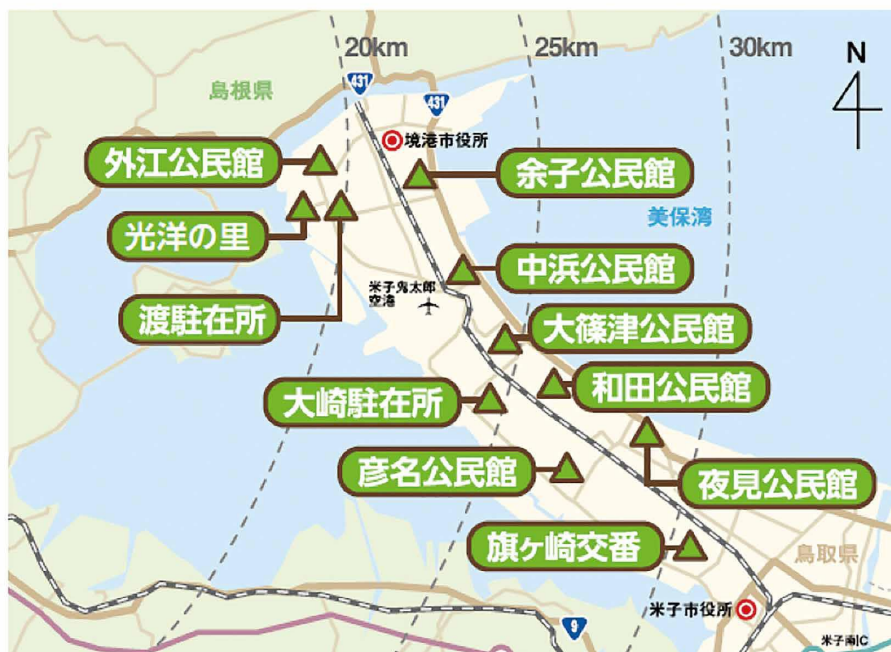 20km
25km
30km
N
431
431
島根県
境港市役所
外江公民館
余子公民館
光洋の里
美保湾
中浜公民館
米子鬼太郎
空港
渡駐在所
大篠津公民館
和田公民館
大崎駐在所
彦名公民館
夜見公民館
旗ヶ崎交番
鳥取県
米子市役所
9
米子南IC